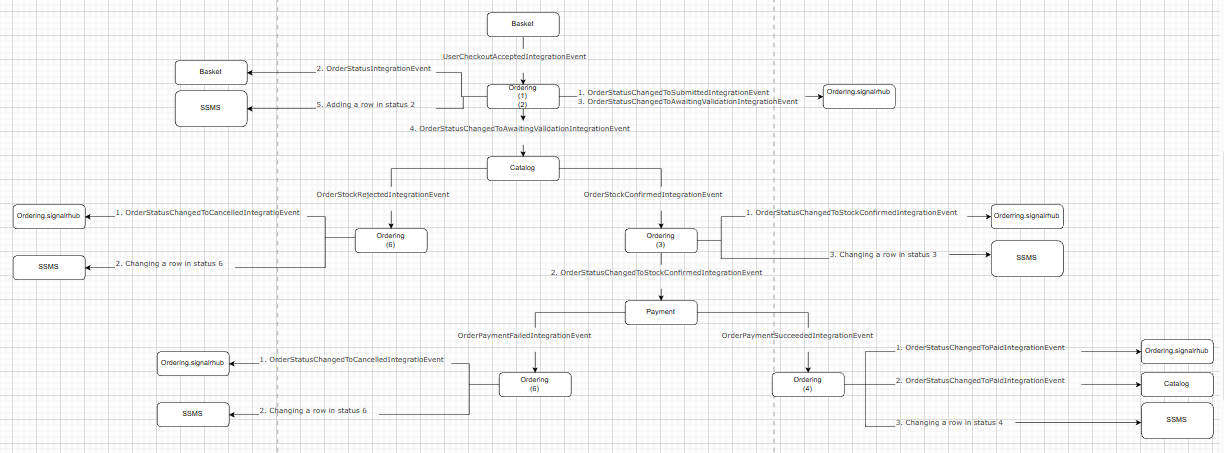 Basket
UserCheckoutAcceptedIntegrationEvent
2. OrderStatusIntegrationEvent
Basket
Ordering
(1)
(2)
1. OrderStatusChangedToSubmittedIntegrationEvent
3. OrderStatusChangedToAwaitingValidationIntegrationEvent
Ordering.signalrhub
SSMS
5. Adding a row in status 2
4. OrderStatusChangedToAwaitingValidationIntegrationEvent
Catalog
OrderStockRejectedIntegrationEvent
OrderStockConfirmedIntegrationEvent
Ordering.signalrhub
1. OrderStatusChangedToCancelledIntegratioEvent
1. OrderStatusChangedToStockConfirmedIntegrationEvent
Orderring.signalrhub
Ordering
(6)
Ordering
(3)
SSMS
2. Changing a row in status 6
3. Changing a row in status 3
SSMS
2. OrderStatusChangedToStockConfirmedIntegrationEvent
Payment
OrderPaymentFailedIntegrationEvent
OrderPaymentSucceededIntegrationEvent
Ordering.signalrhub
1. OrderStatusChangedToCancelledIntegratioEvent
1. OrderStatusChangedToPaidIntegrationEvent
Ordering.signalrhub
Ordering
(6)
Ordering
(4)
2. OrderStatusChangedToPaidIntegrationEvent
Catalog
SSMS
2. Changing a row in status 6
3. Changing a row in status 4
SSMS